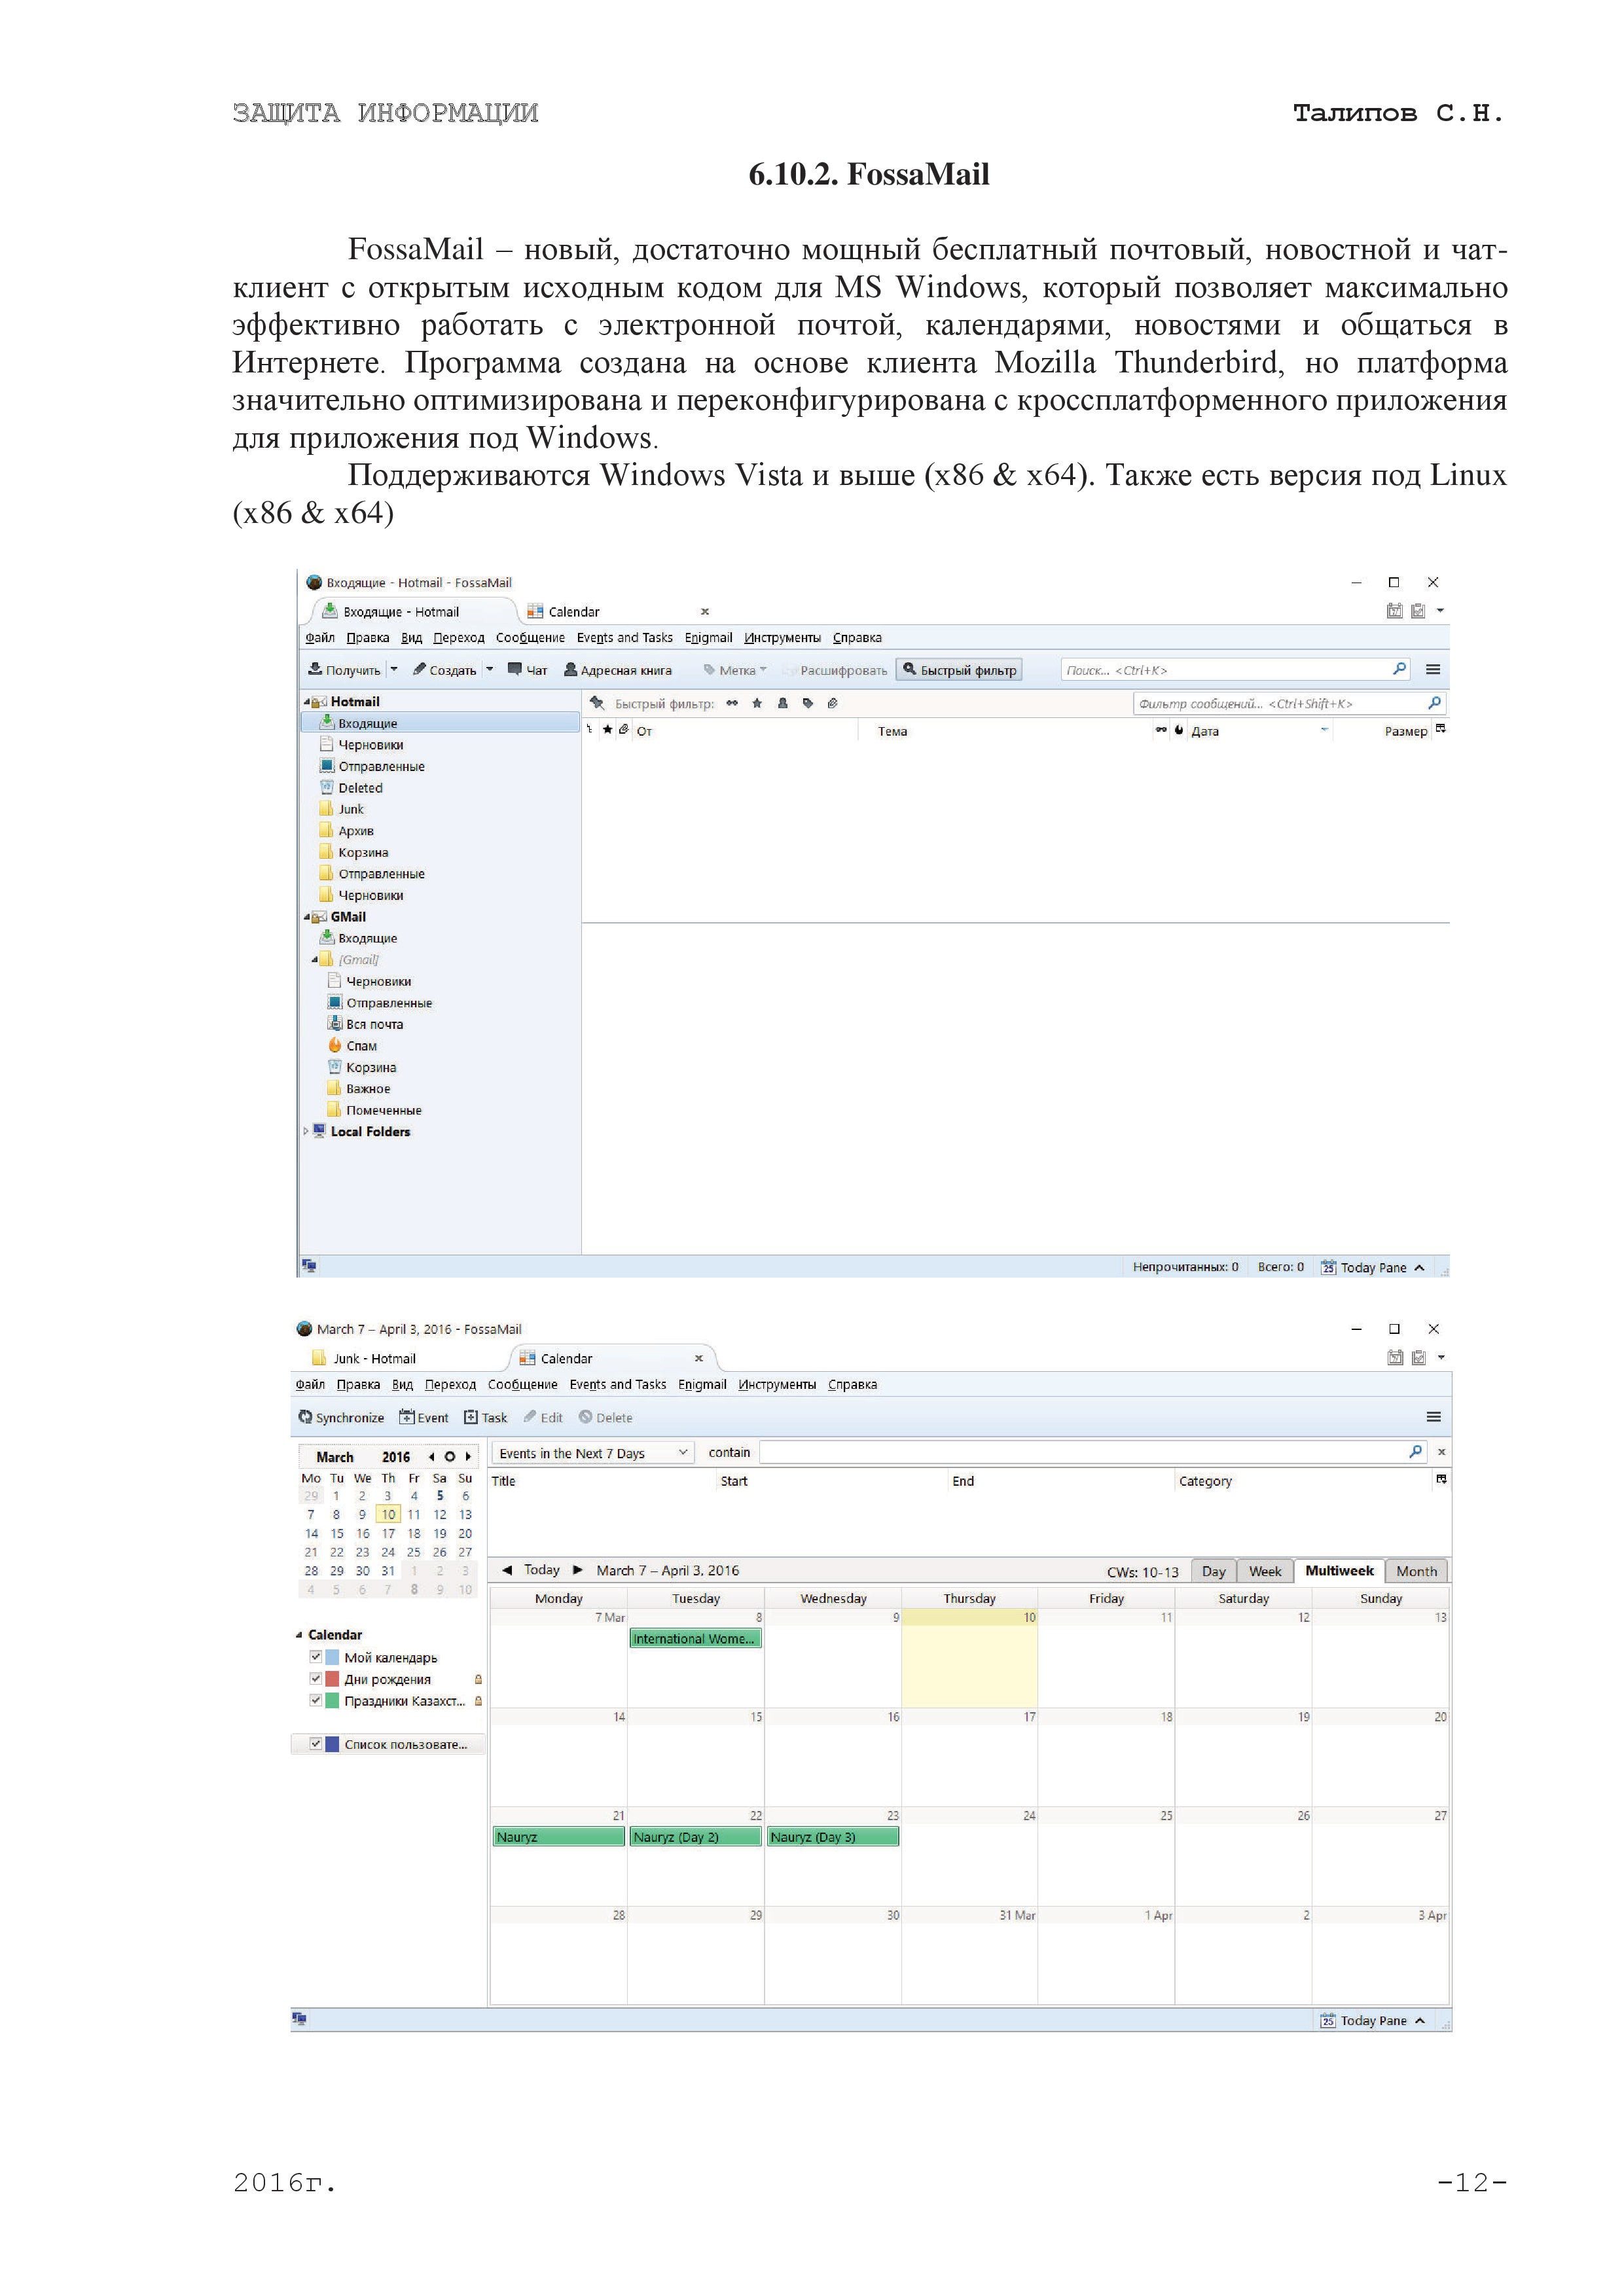 ЗАЩИТА ИНФОРМАЦИИ Талипов С.Н.
6.10.2. FossaMail
FossaMail – новый, достаточно мощный бесплатный почтовый, новостной и чат-
клиент с открытым исходным кодом для MS Windows, который позволяет максимально
эффективно работать с электронной почтой, календарями, новостями и общаться в
Интернете. Программа создана на основе клиента Mozilla Thunderbird, но платформа
значительно оптимизирована и переконфигурирована с кроссплатформенного приложения
для приложения под Windows.
Поддерживаются Windows Vista и выше (x86 & x64). Также есть версия под Linux
(x86 & x64)
Входящие - Hotmail - FossaMail
Входящие - Hotmail Calendar
Файл Правка Вид Переход Сообщение Events and Tasks Enigmail Инструменты Справка
Получить Создать Чат Адресная книга Метка Расшифровать Быстрый фильтр Поиск... <Ctrl+K>
Hotmail Быстрый фильтр: Фильтр сообщений... <Ctrl+Shift+K>
Входящие От Тема Дата Размер
Черновики
Отправленные
Deleted
Junk
Архив
Корзина
Отправленные
Черновики
GMail
Входящие
[Gmail]
Черновики
Отправленные
Вся почта
Спам
Корзина
Важное
Помеченные
Local Folders
Непрочитанных: 0 Всего: 0 25 Today Pane
March 7 – April 3, 2016 - FossaMail
Junk - Hotmail Calendar
Файл Правка Вид Переход Сообщение Events and Tasks Enigmail Инструменты Справка
Synchronize Event Task Edit Delete
March 2016 Events in the Next 7 Days contain
Mo Tu We Th Fr Sa Su Title Start End Category
29 1 2 3 4 5 6
7 8 9 10 11 12 13
14 15 16 17 18 19 20
21 22 23 24 25 26 27
28 29 30 31 1 2 3 Today March 7 – April 3, 2016 CWs: 10-13 Day Week Multiweek Month
4 5 6 7 8 9 10
Monday Tuesday Wednesday Thursday Friday Saturday Sunday
7 Mar 8 9 10 11 12 13
Calendar International Wome...
Мой календарь
Дни рождения
Праздники Казахст...
14 15 16 17 18 19 20
Список пользовате...
21 22 23 24 25 26 27
Nauryz Nauryz (Day 2) Nauryz (Day 3)
28 29 30 31 Mar 1 Apr 2 3 Apr
25 Today Pane
2016г. -12-